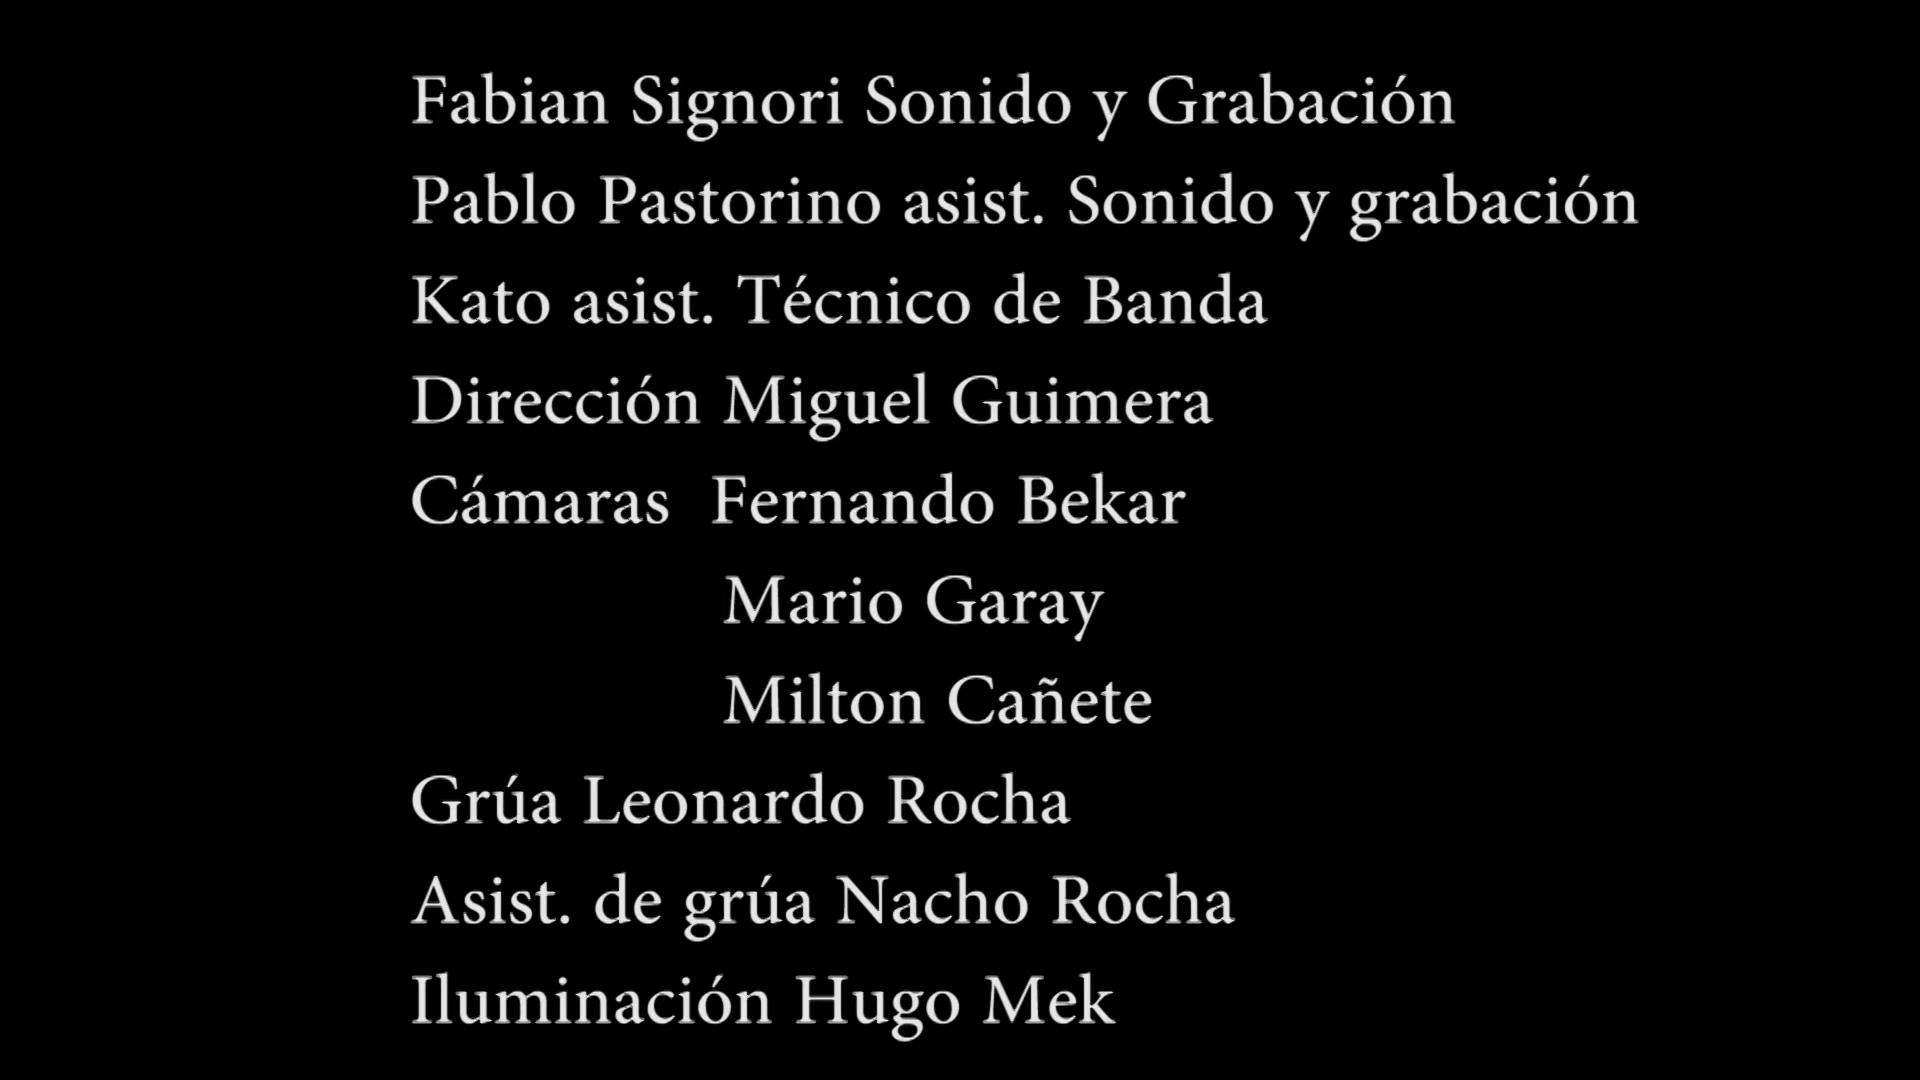 Fabian Signori Sonido y Grabación
Pablo Pastorino asist. Sonido y grabación
Kato asist. Técnico de Banda
Dirección Miguel Guimera
Cámaras  Fernando Bekar
Mario Garay
Milton Cañete
Grúa Leonardo Rocha
Asist. de grúa Nacho Rocha
Iluminación Hugo Mek